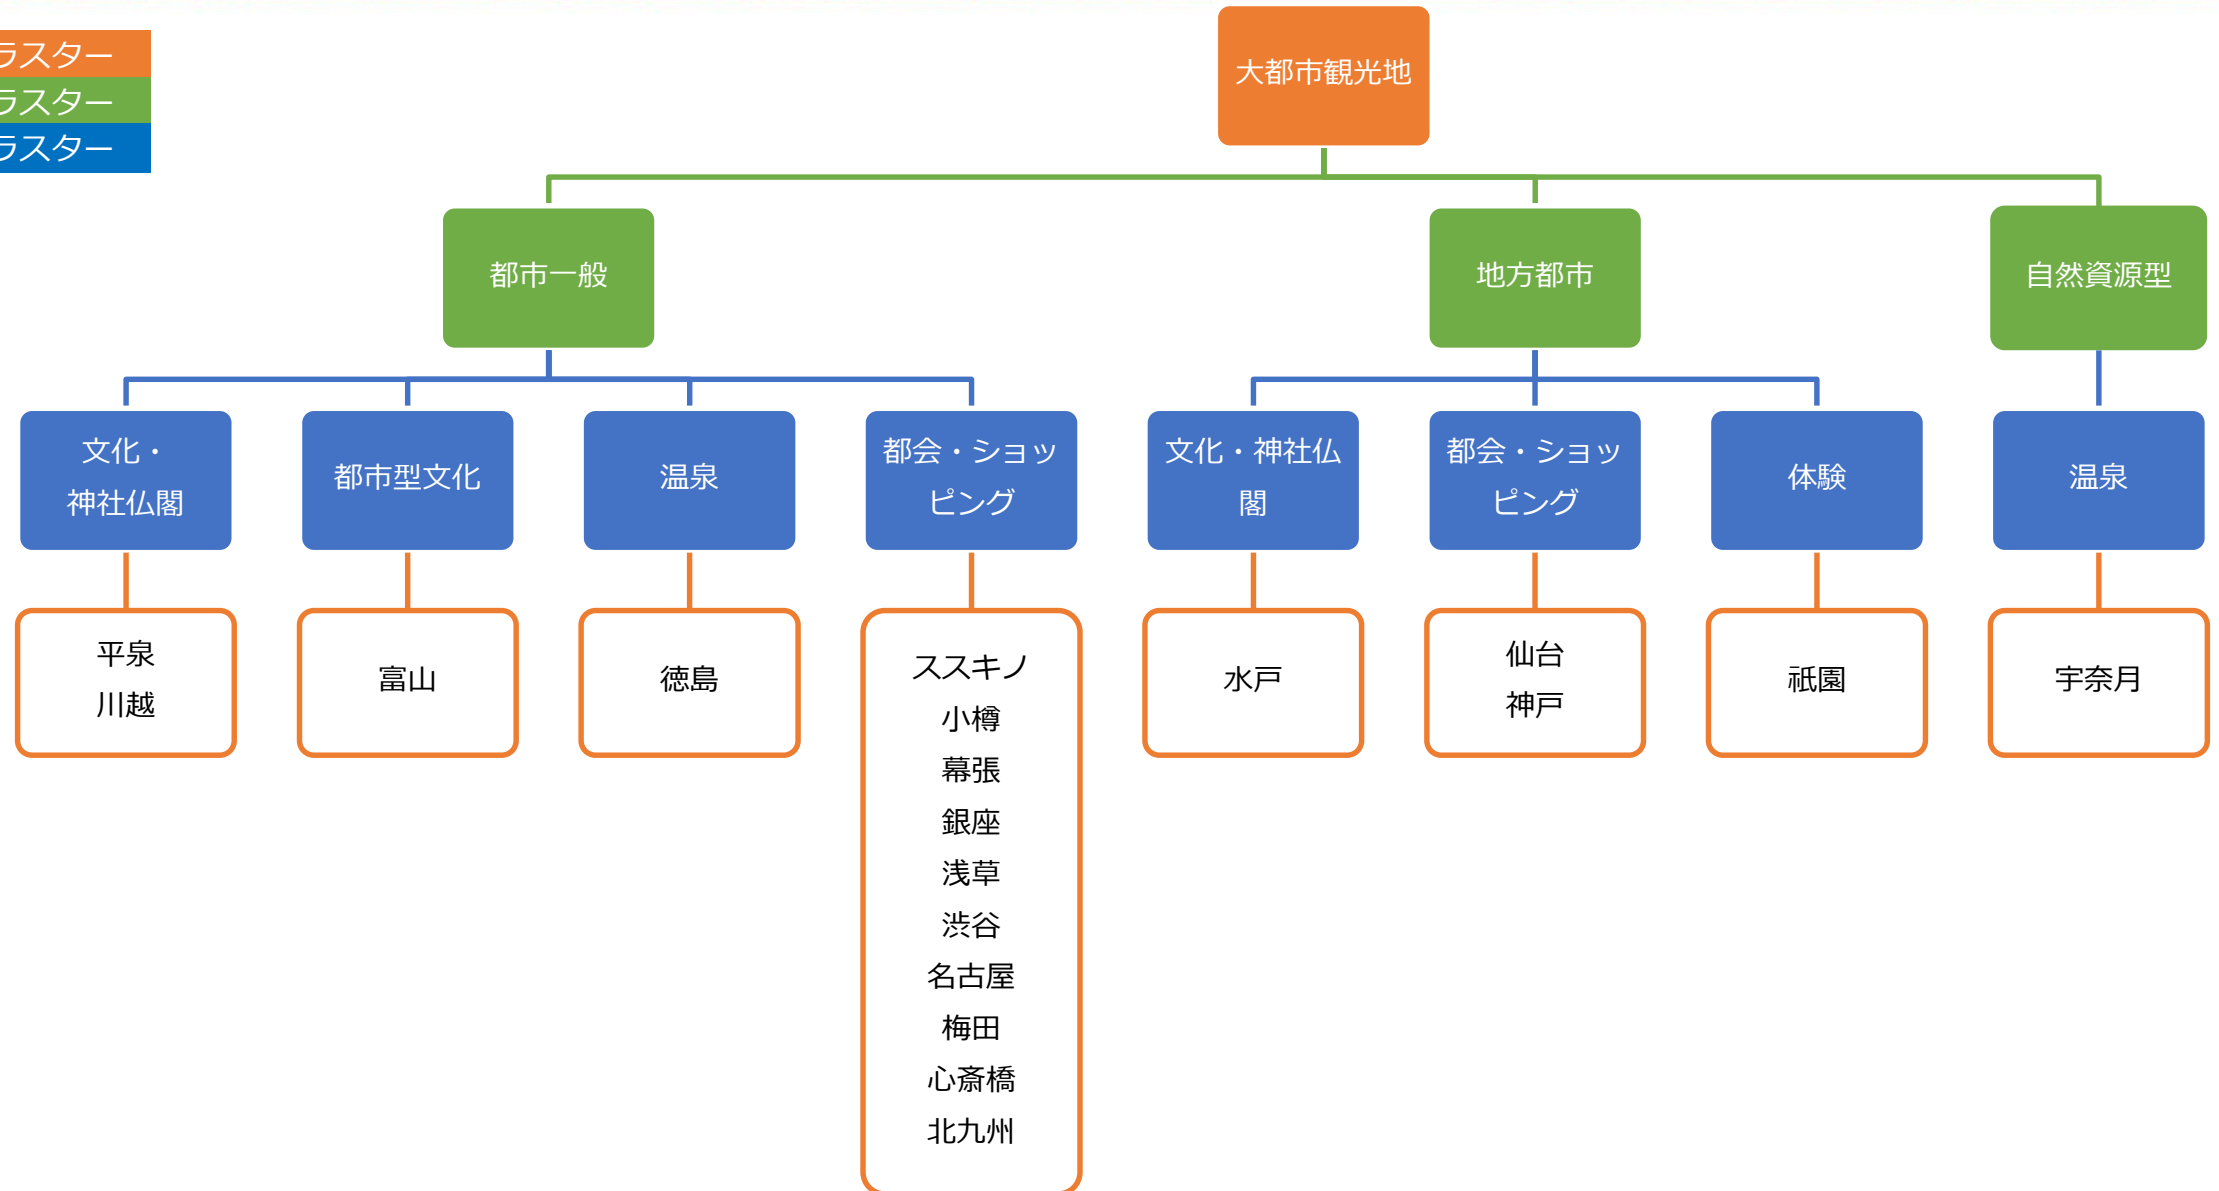 ラスター
ラスター
ラスター
大都市観光地
都市一般
地方都市
自然資源型
文化・
神社仏閣
都市型文化
温泉
都会・ショッ
ピング
文化・神社仏
閣
都会・ショッ
ピング
体験
温泉
平泉
川越
富山
徳島
ススキノ
小樽
幕張
銀座
浅草
渋谷
名古屋
梅田
心斎橋
北九州
水戸
仙台
神戸
祇園
宇奈月